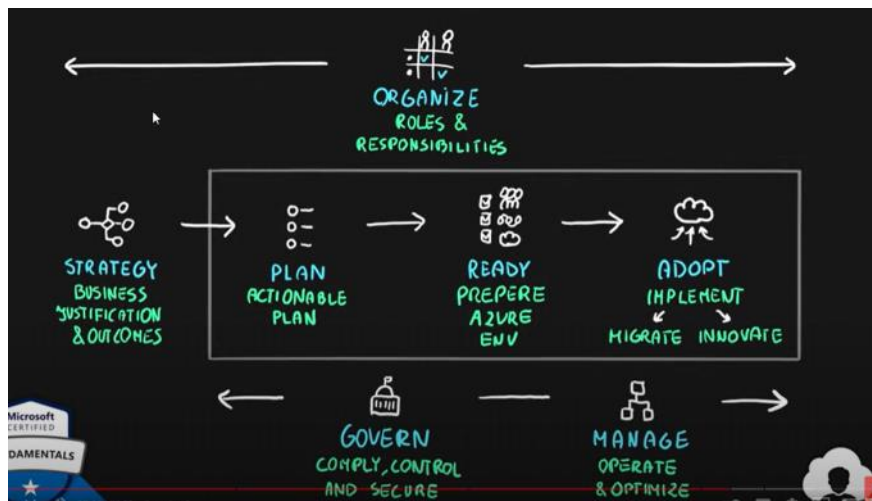 ORGANIZE
ROLES &
RESPONSIBILITIES
STRATEGY
BUSINESS
JUSTIFICATION
& OUTCOMES
PLAN
ACTIONABLE
PLAN
READY
PREPERE
AZURE
ENV
ADOPT
IMPLEMENT
MIGRATE INNOVATE
GOVERN
COMPLY, CONTROL
AND SECURE
MANAGE
OPERATE
& OPTIMIZE
Microsoft
CERTIFIED
DAMENTALS